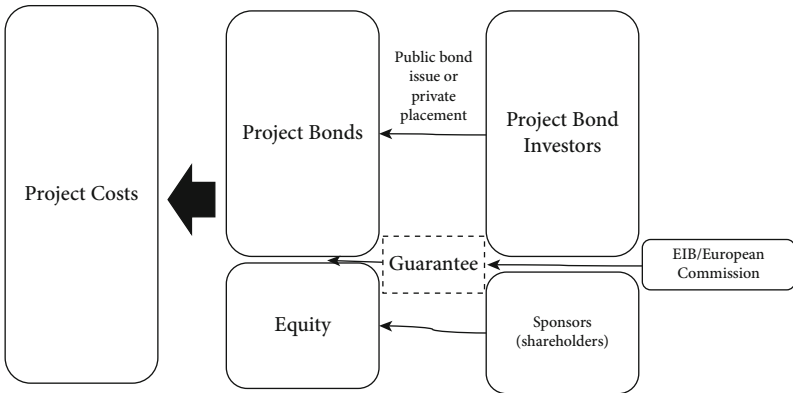 Project Costs
Project Bonds
Public bond
issue or
private
placement
Project Bond
Investors
Guarantee
EIB/European
Commission
Equity
Sponsors
(shareholders)